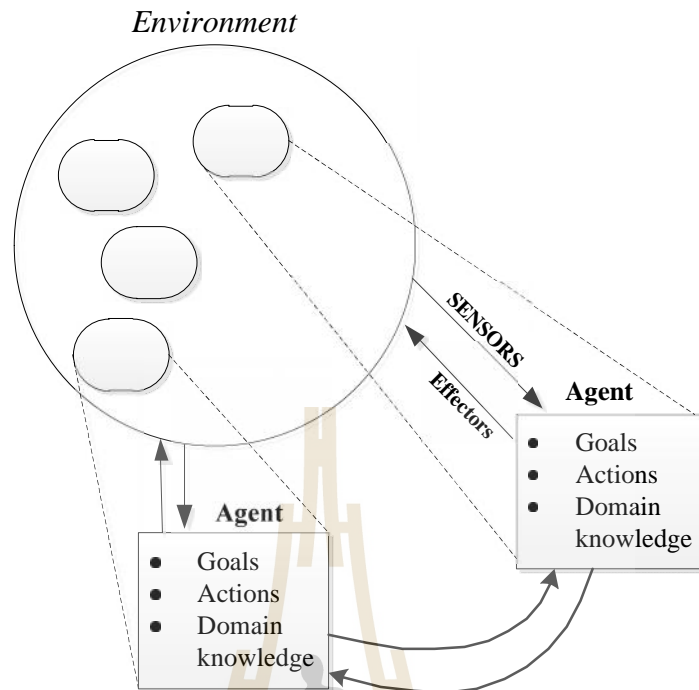 Environment
SENSORS
Effectors
Agent
• Goals
• Actions
• Domain
knowledge
Agent
• Goals
• Actions
• Domain
knowledge